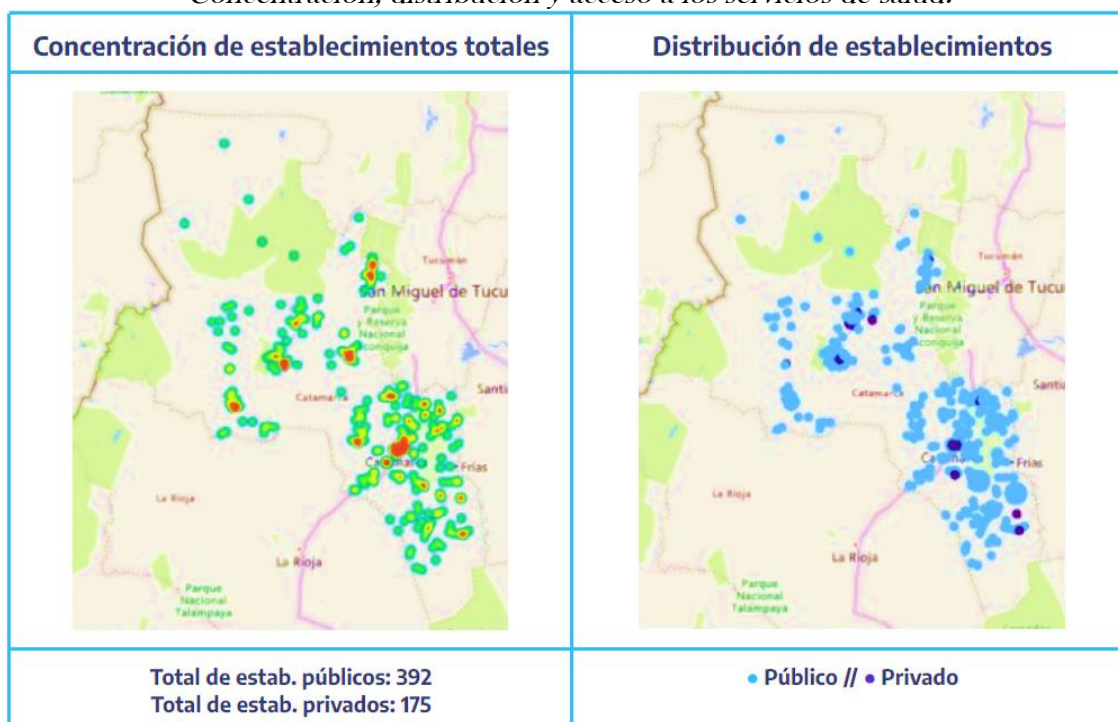 Concentración, distribución y acceso a los servicios de salud.
Concentración de establecimientos totales
Distribución de establecimientos
Tucumán
San Miguel de Tucu
Parque
y Reserva
Nacional
Aconquija
Santi
Catamarca
Catamar
Frías
La Rioja
La Rioja
Parque
Nacional
Talampaya
Tucumán
San Miguel de Tucu
Parque
y Reserva
Nacional
Aconquija
Santia
Catamarca
Frías
La Rioja
La Rioja
Parque
Nacional
Talampaya
Total de estab. públicos: 392
Total de estab. privados: 175
• Público // • Privado